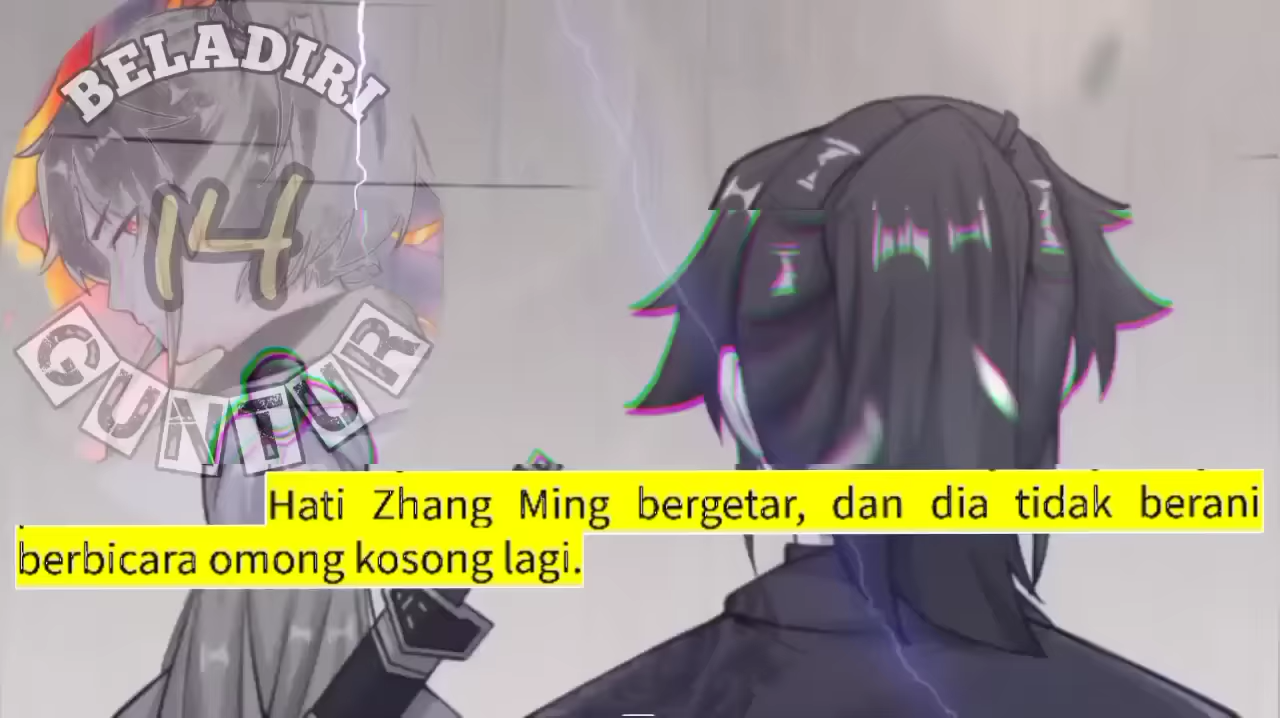 BELADIRI
14
GUNTUR
Hati Zhang Ming bergetar, dan dia tidak berani
berbicara omong kosong lagi.